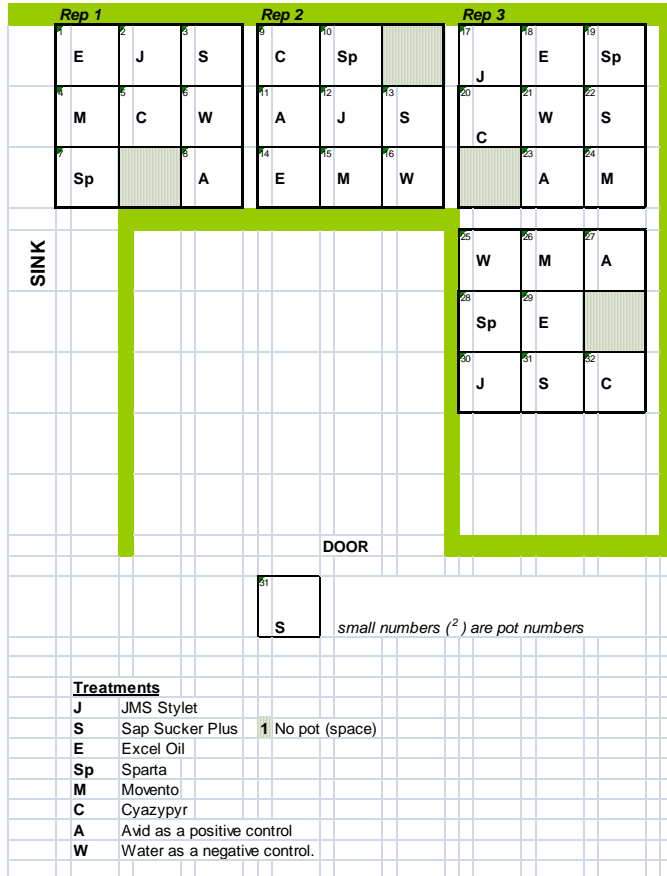 Rep 1 Rep 2 Rep 3
1 2 3 9 10 17 18 19
E J S C Sp J E Sp
4 5 6 11 12 13 20 21 22
M C W A J S C W S
7 8 14 15 16 23 24
Sp A E M W A M
SINK
25 26 27
W M A
28 29
Sp E
30 31 32
J S C
DOOR
31
S small numbers (²) are pot numbers
Treatments
J JMS Stylet
S Sap Sucker Plus 1 No pot (space)
E Excel Oil
Sp Sparta
M Movento
C Cyazypyr
A Avid as a positive control
W Water as a negative control.